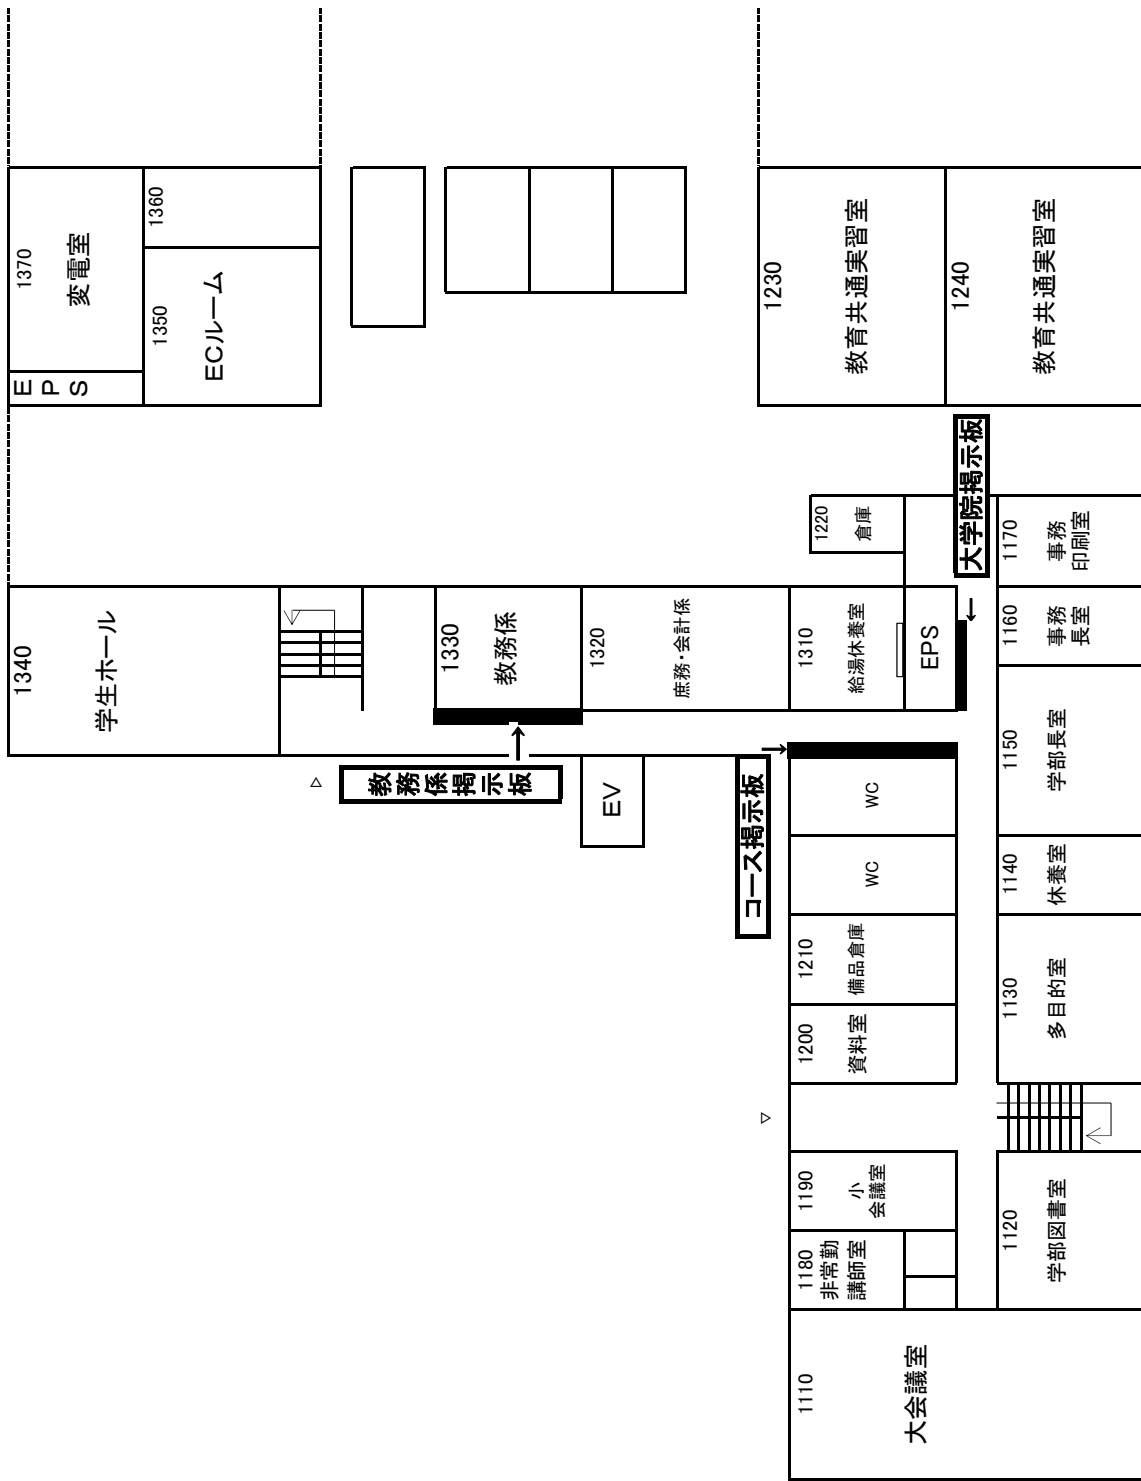 1370
変電室
EPS
1360
1350
ECルーム
1340
学生ホール
1330
教務係
1320
庶務・会計係
1310
給湯休養室
EPS
1220
倉庫
1230
教育共通実習室
1240
教育共通実習室
教務係掲示板
EV
コース掲示板
大学院掲示板
WC
WC
1210
備品倉庫
1200
資料室
1190
小
会議室
1180
非常勤
講師室
1110
大会議室
1120
学部図書室
1130
多目的室
1140
休養室
1150
学部長室
1160
事務
長室
1170
事務
印刷室